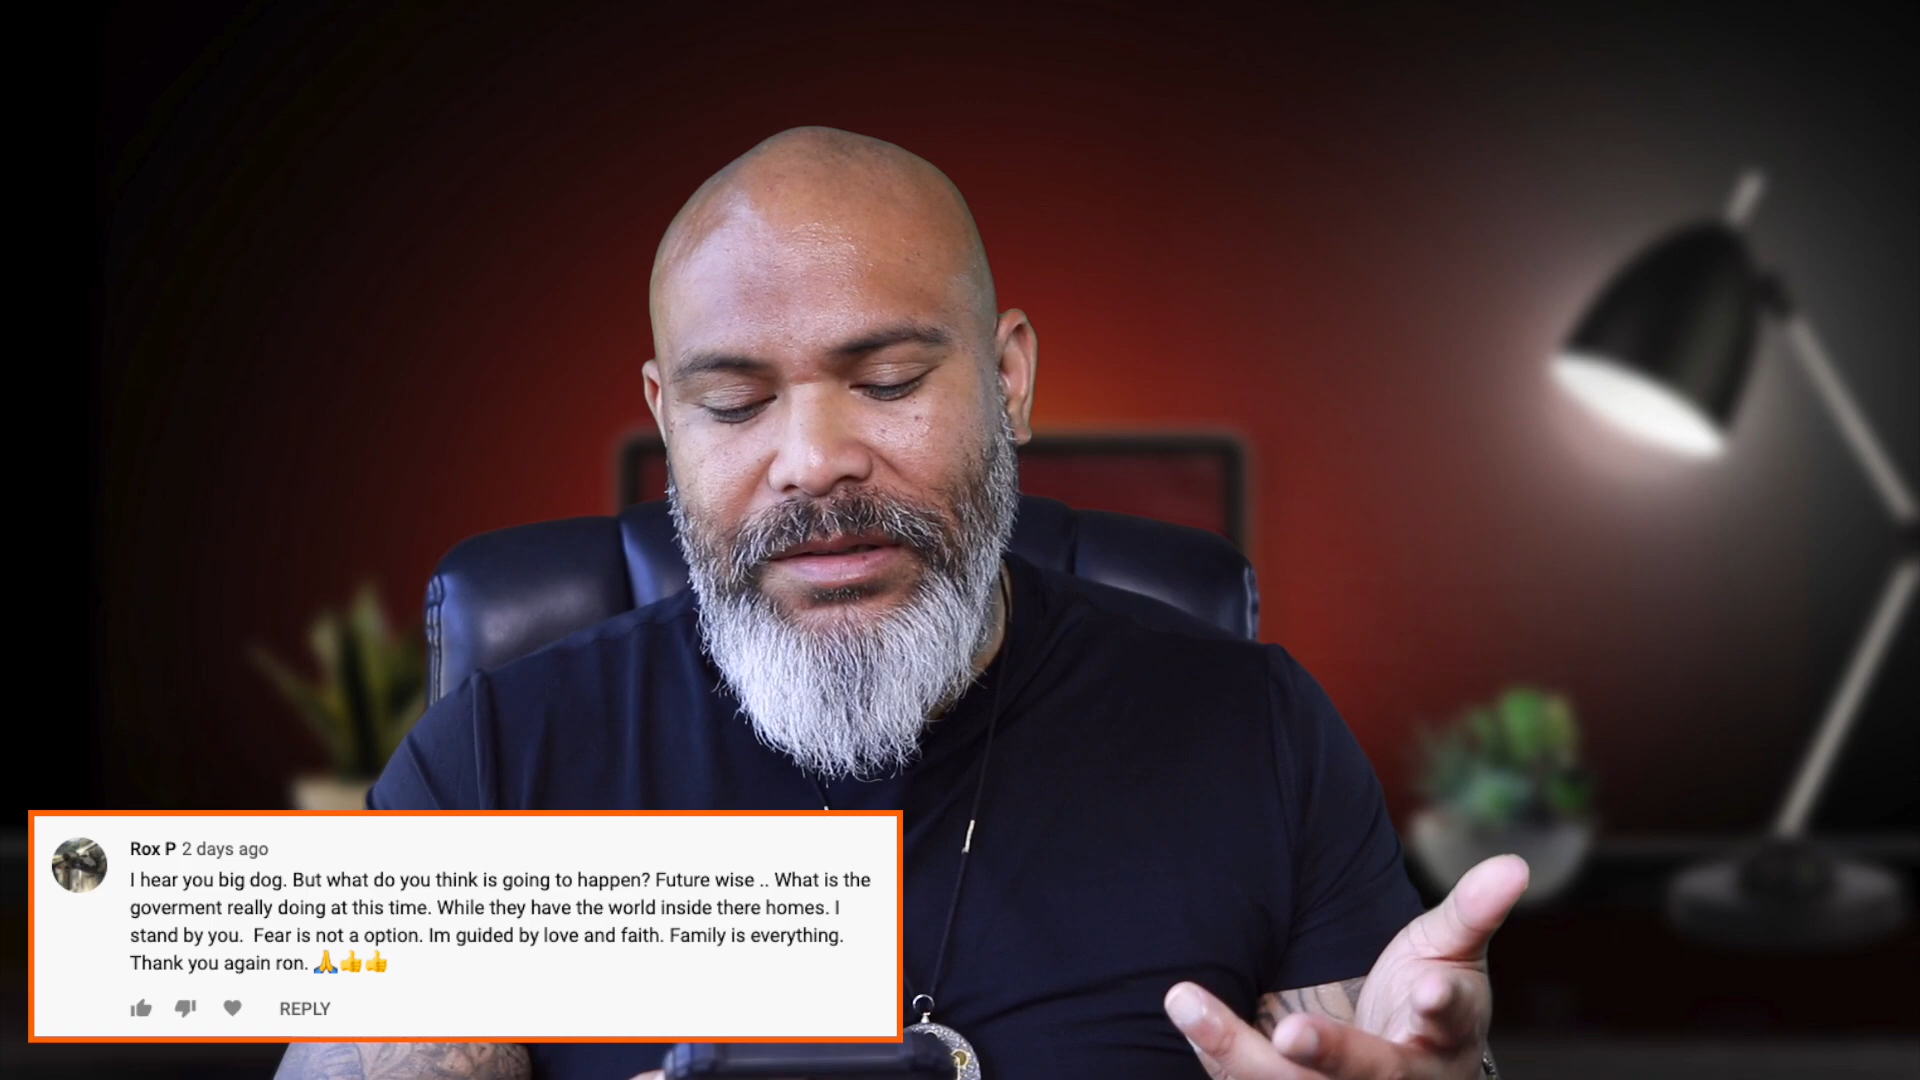 Rox P 2 days ago
I hear you big dog. But what do you think is going to happen? Future wise .. What is the
goverment really doing at this time. While they have the world inside there homes. I
stand by you.  Fear is not a option. Im guided by love and faith. Family is everything.
Thank you again ron. 🙏👍👍
REPLY